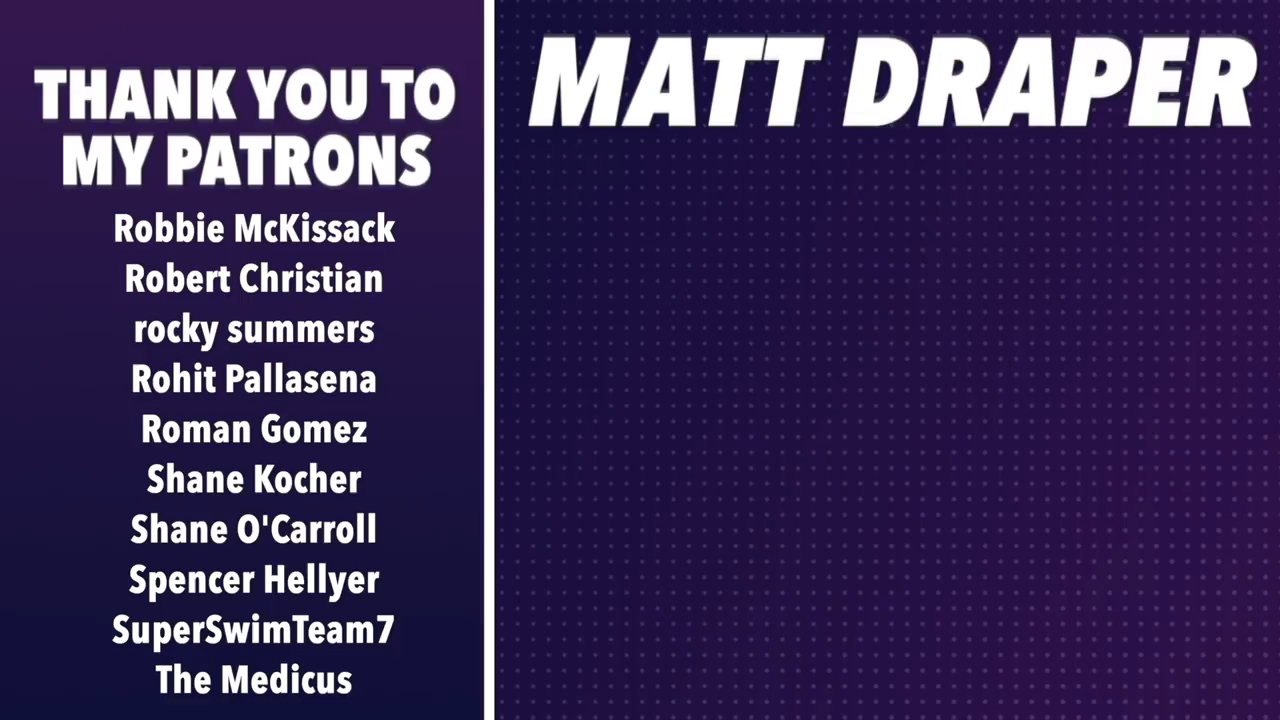 THANK YOU TO
MY PATRONS
Robbie McKissack
Robert Christian
rocky summers
Rohit Pallasena
Roman Gomez
Shane Kocher
Shane O'Carroll
Spencer Hellyer
SuperSwimTeam7
The Medicus
MATT DRAPER